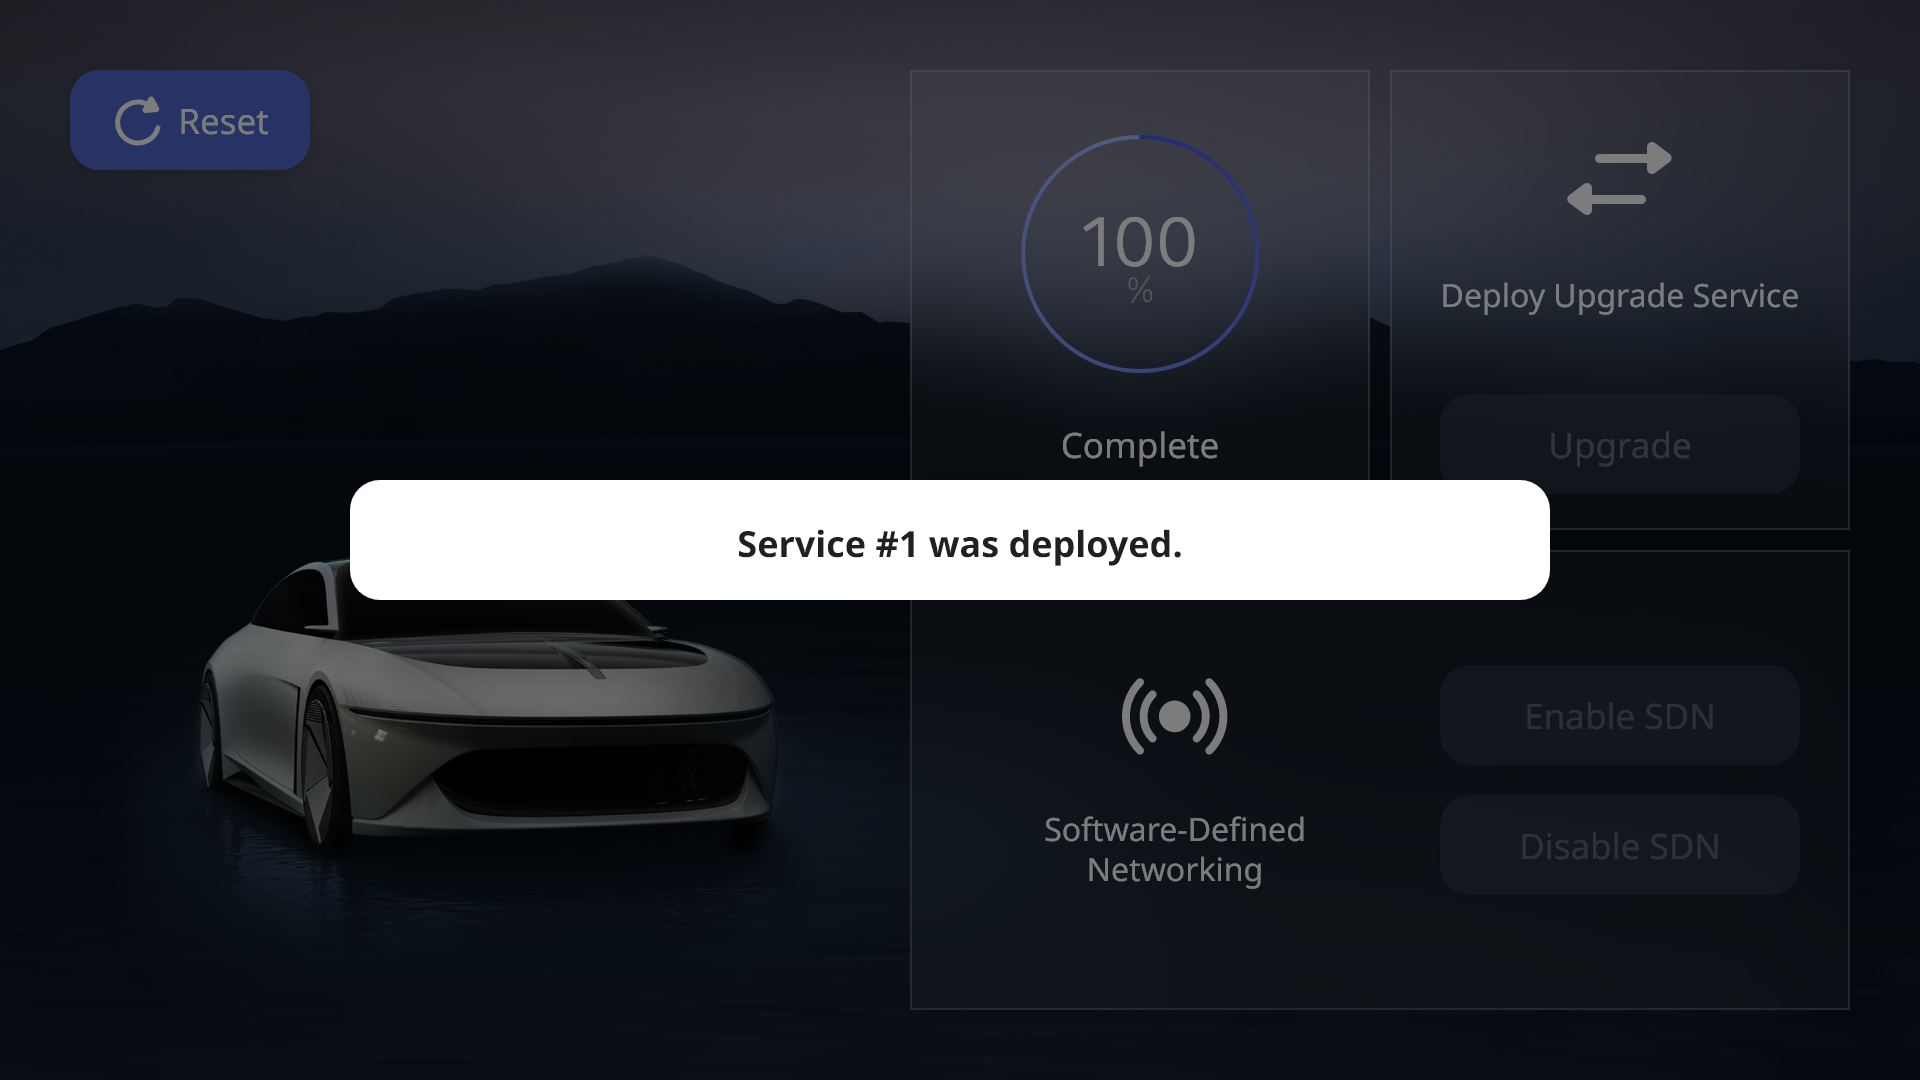 Reset
100
%
Complete
Deploy Upgrade Service
Upgrade
Service #1 was deployed.
Software-Defined
Networking
Enable SDN
Disable SDN